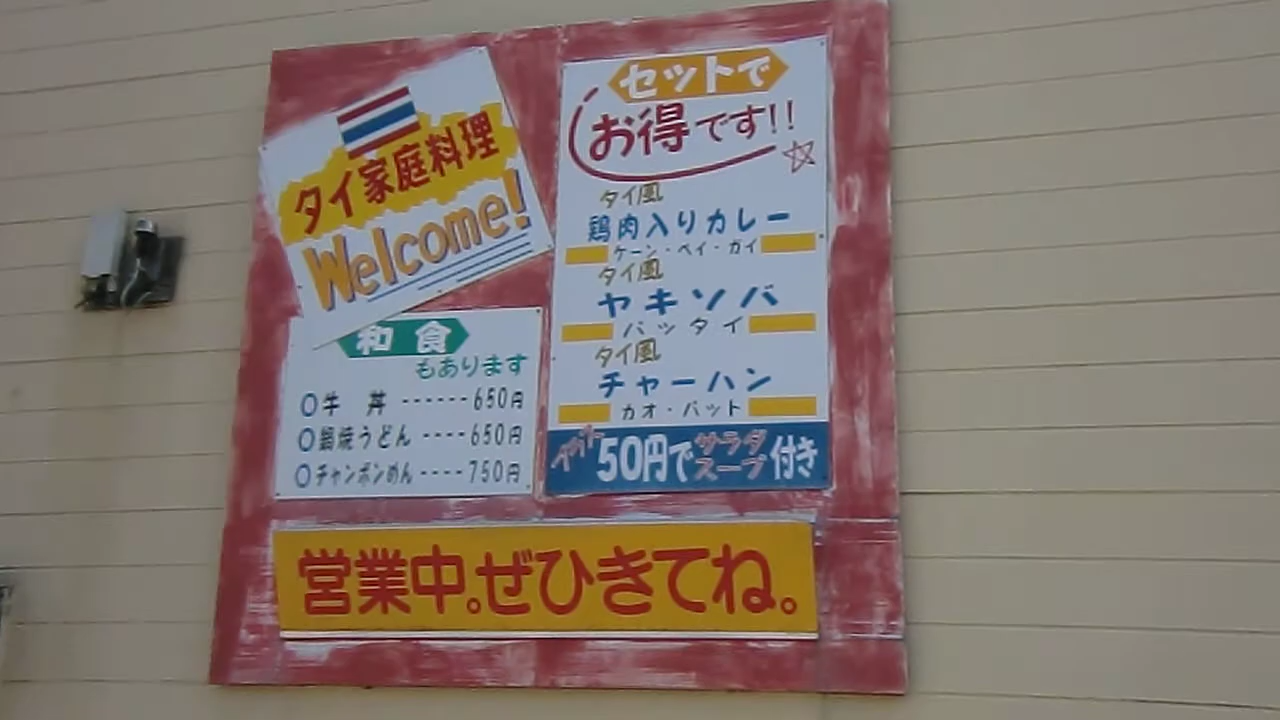 タイ家庭料理
Welcome!
和食
もあります
○牛 丼 ------650円
○鍋焼うどん ----650円
○チャンポンめん ----750円
セットで
お得です!!
タイ風
鶏肉入りカレー
ケーン・ペイ・ガイ
タイ風
ヤキソバ
パッタイ
タイ風
チャーハン
カオ・パット
50円でサラダスープ付き
営業中。ぜひきてね。